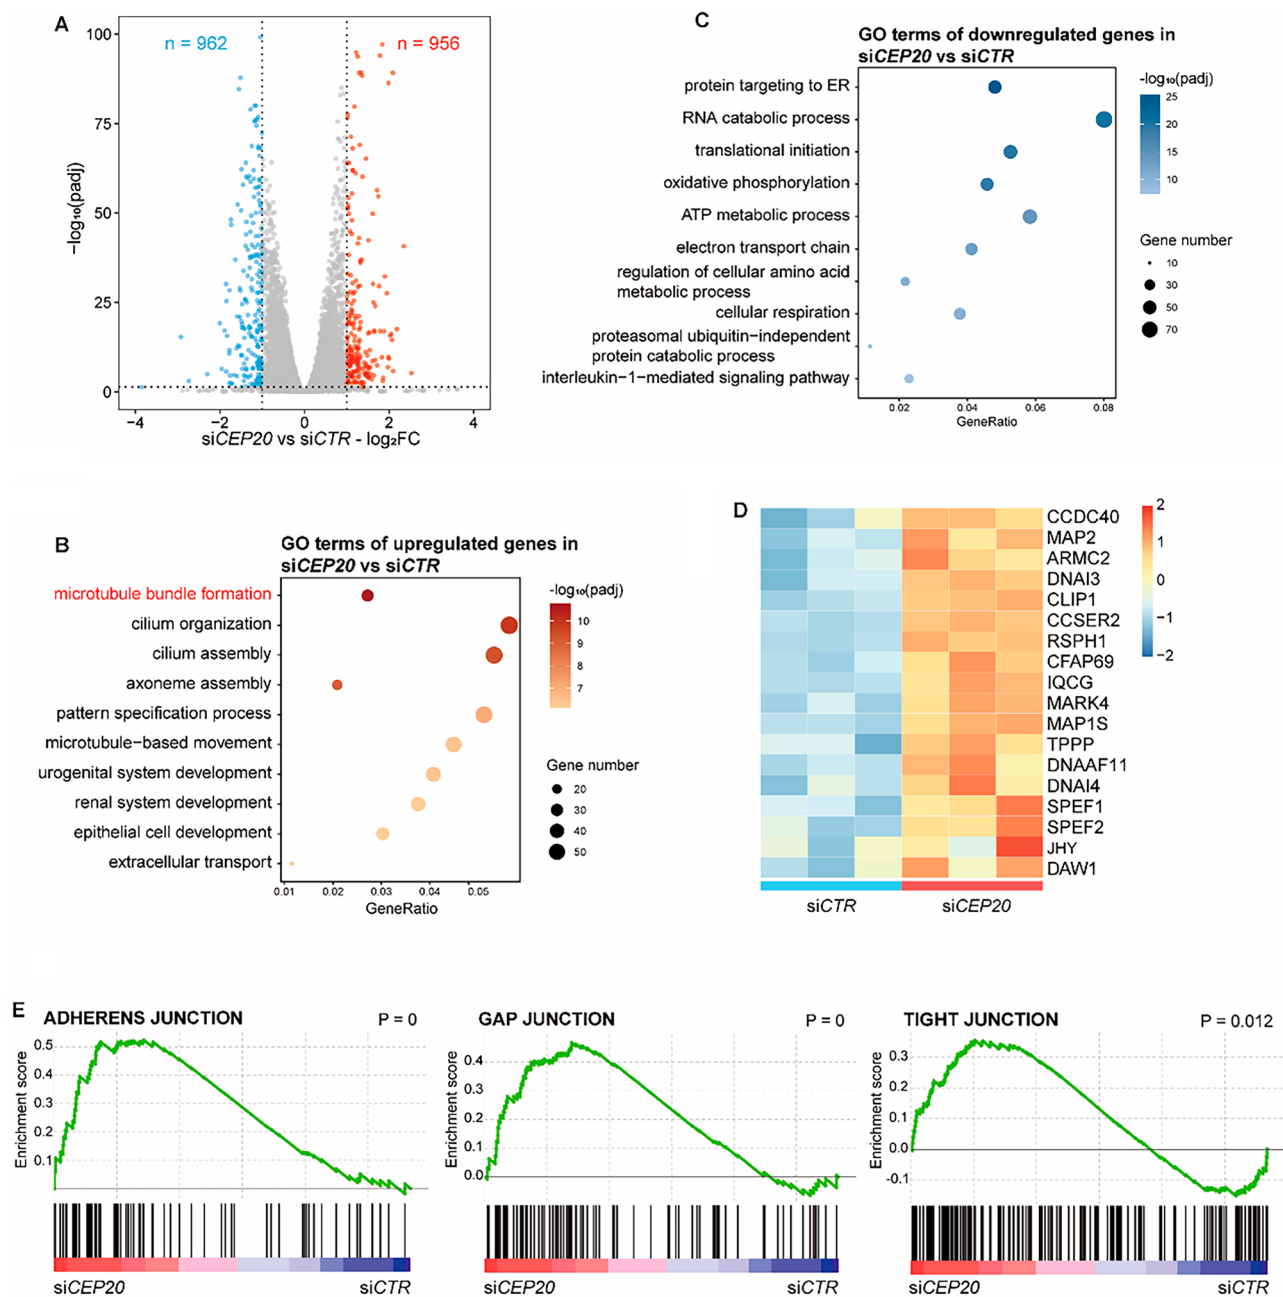 A
n = 962
n = 956
100
75
50
25
0
−log₁₀(padj)
−4
−2
0
2
4
siCEP20 vs siCTR - log₂FC
C
GO terms of downregulated genes in
siCEP20 vs siCTR
protein targeting to ER
RNA catabolic process
translational initiation
oxidative phosphorylation
ATP metabolic process
electron transport chain
regulation of cellular amino acid
metabolic process
cellular respiration
proteasomal ubiquitin−independent
protein catabolic process
interleukin−1−mediated signaling pathway
0.02
0.04
0.06
0.08
GeneRatio
-log₁₀(padj)
25
20
15
10
Gene number
10
30
50
70
B
GO terms of upregulated genes in
siCEP20 vs siCTR
microtubule bundle formation
cilium organization
cilium assembly
axoneme assembly
pattern specification process
microtubule−based movement
urogenital system development
renal system development
epithelial cell development
extracellular transport
0.01
0.02
0.03
0.04
0.05
GeneRatio
-log₁₀(padj)
10
9
8
7
Gene number
20
30
40
50
D
CCDC40
MAP2
ARMC2
DNAI3
CLIP1
CCSER2
RSPH1
CFAP69
IQCG
MARK4
MAP1S
TPPP
DNAAF11
DNAI4
SPEF1
SPEF2
JHY
DAW1
2
1
0
−1
−2
siCTR
siCEP20
E
ADHERENS JUNCTION
P = 0
Enrichment score
0.5
0.4
0.3
0.2
0.1
siCEP20
siCTR
GAP JUNCTION
P = 0
Enrichment score
0.4
0.3
0.2
0.1
0.0
siCEP20
siCTR
TIGHT JUNCTION
P = 0.012
Enrichment score
0.3
0.2
0.1
0.0
-0.1
siCEP20
siCTR